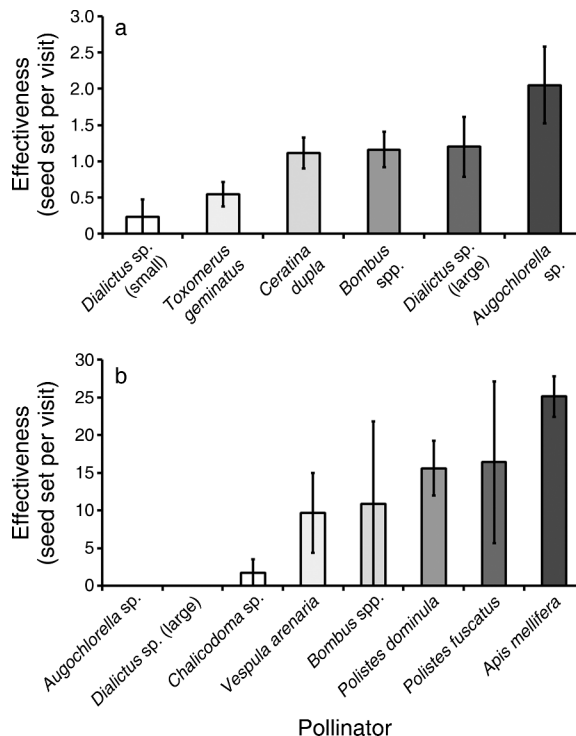 a
Effectiveness
(seed set per visit)
3.0
2.5
2.0
1.5
1.0
0.5
0
Dialictus sp.
(small)
Toxomerus
geminatus
Ceratina
dupla
Bombus
spp.
Dialictus sp.
(large)
Augochlorella
sp.
b
Effectiveness
(seed set per visit)
30
25
20
15
10
5
0
Augochlorella sp.
Dialictus sp. (large)
Chalicodoma sp.
Vespula arenaria
Bombus spp.
Polistes dominula
Polistes fuscatus
Apis mellifera
Pollinator